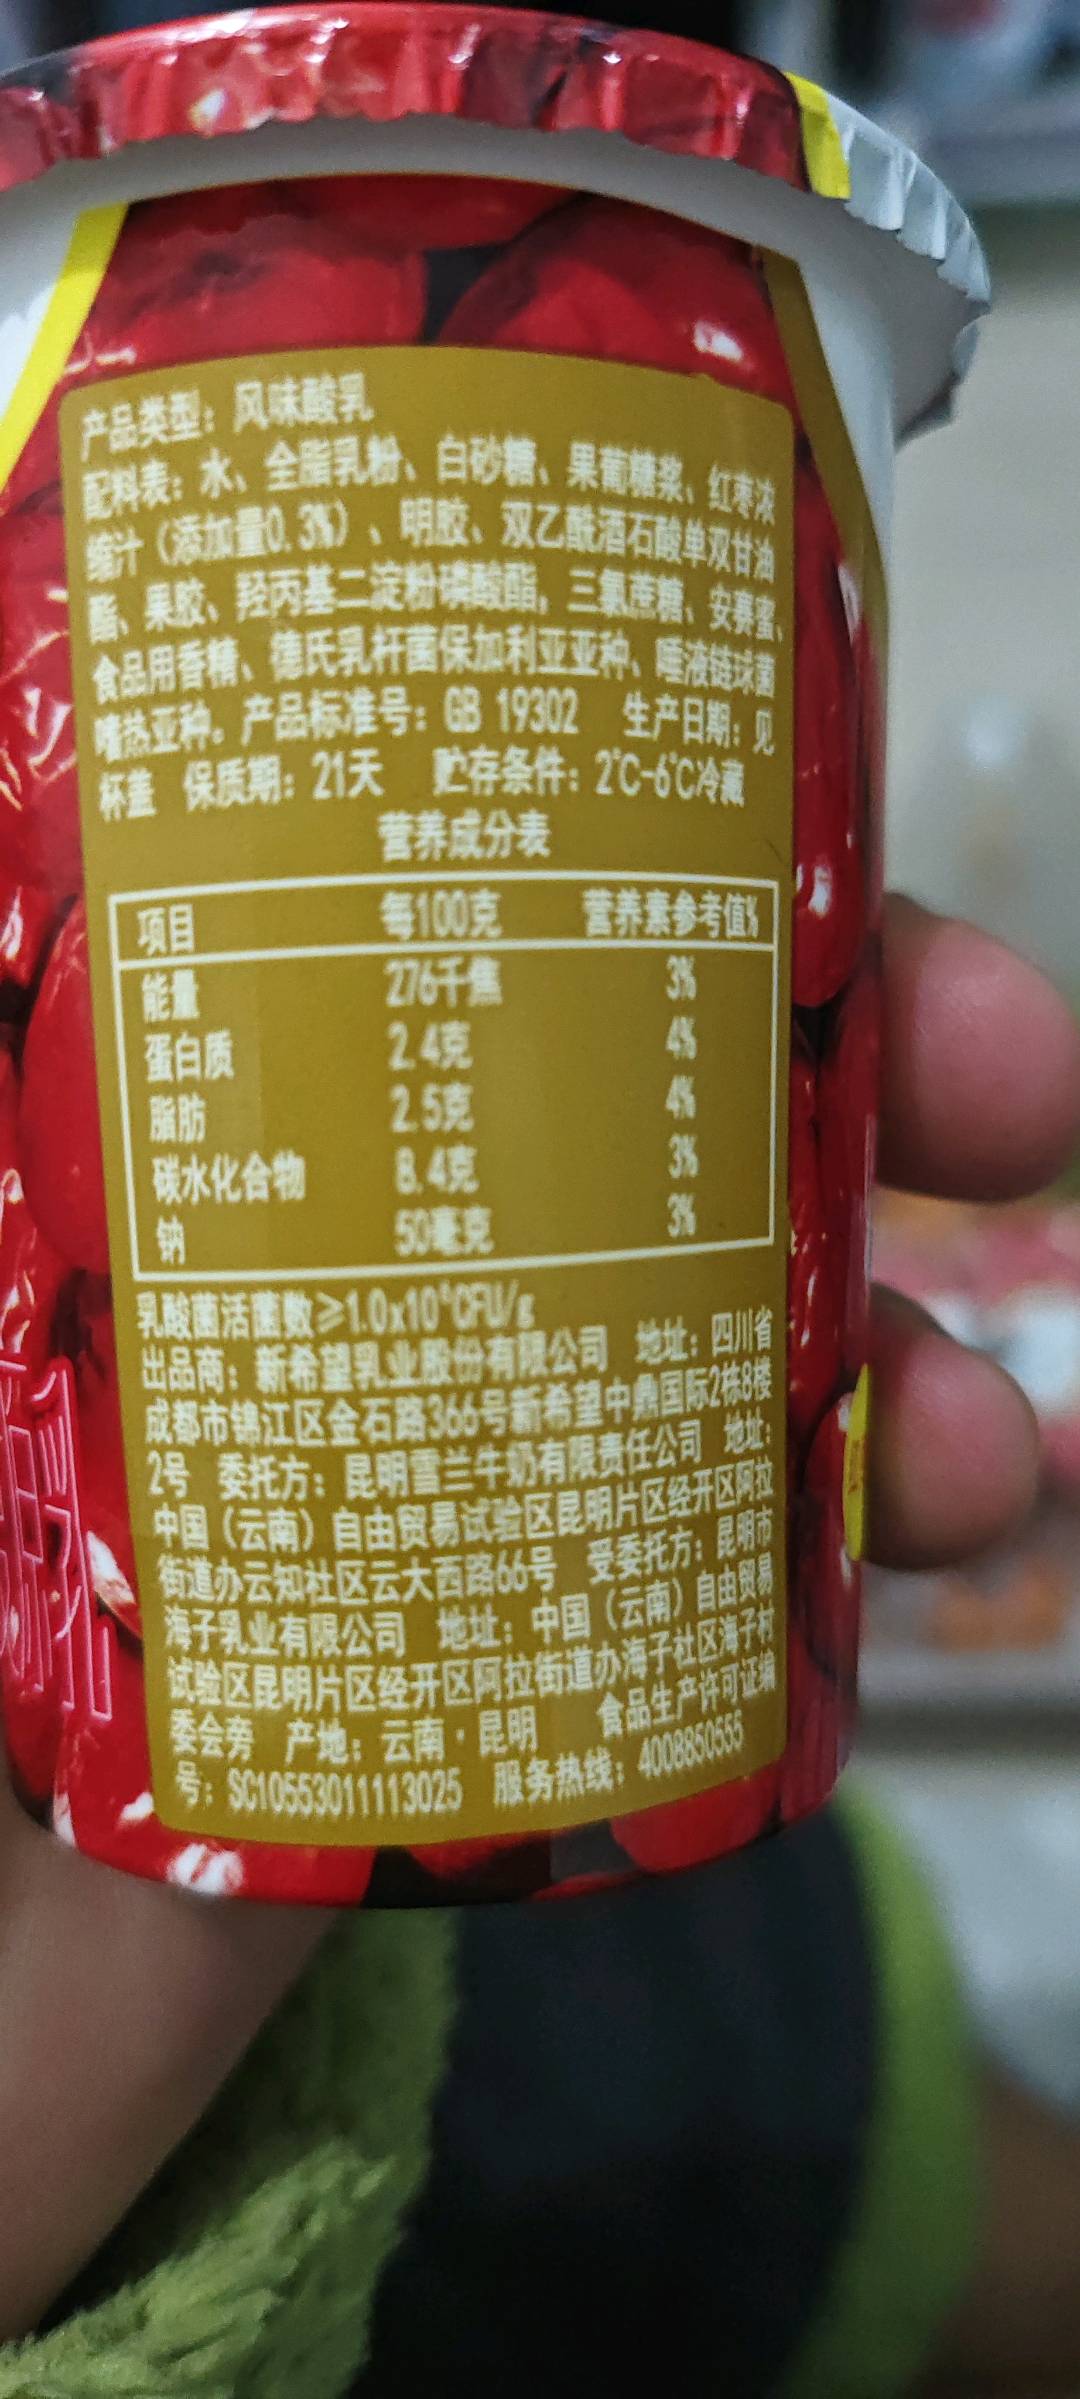 产品类型：风味酸乳
配料表：水、全脂乳粉、白砂糖、果葡糖浆、红枣浓
缩汁（添加量0.3%）、明胶、双乙酰酒石酸单双甘油
酯、果胶、羟丙基二淀粉磷酸酯，三氯蔗糖、安赛蜜、
食品用香精、德氏乳杆菌保加利亚亚种、唾液链球菌
嗜热亚种。产品标准号：GB 19302 生产日期：见
杯盖 保质期：21天 贮存条件：2℃-6℃冷藏
营养成分表
项目 每100克 营养素参考值%
能量 276千焦 3%
蛋白质 2.4克 4%
脂肪 2.5克 4%
碳水化合物 8.4克 3%
钠 50毫克 3%
乳酸菌活菌数≥1.0x10 CFU/g
出品商：新希望乳业股份有限公司 地址：四川省
成都市锦江区金石路366号新希望中鼎国际2栋8楼
2号 委托方：昆明雪兰牛奶有限责任公司 地址：
中国（云南）自由贸易试验区昆明片区经开区阿拉
街道办云知社区云大西路66号 受委托方：昆明市
海子乳业有限公司 地址：中国（云南）自由贸易
试验区昆明片区经开区阿拉街道办海子社区海子村
委会旁 产地：云南·昆明 食品生产许可证编
号：SC10553011113025 服务热线：4008850555